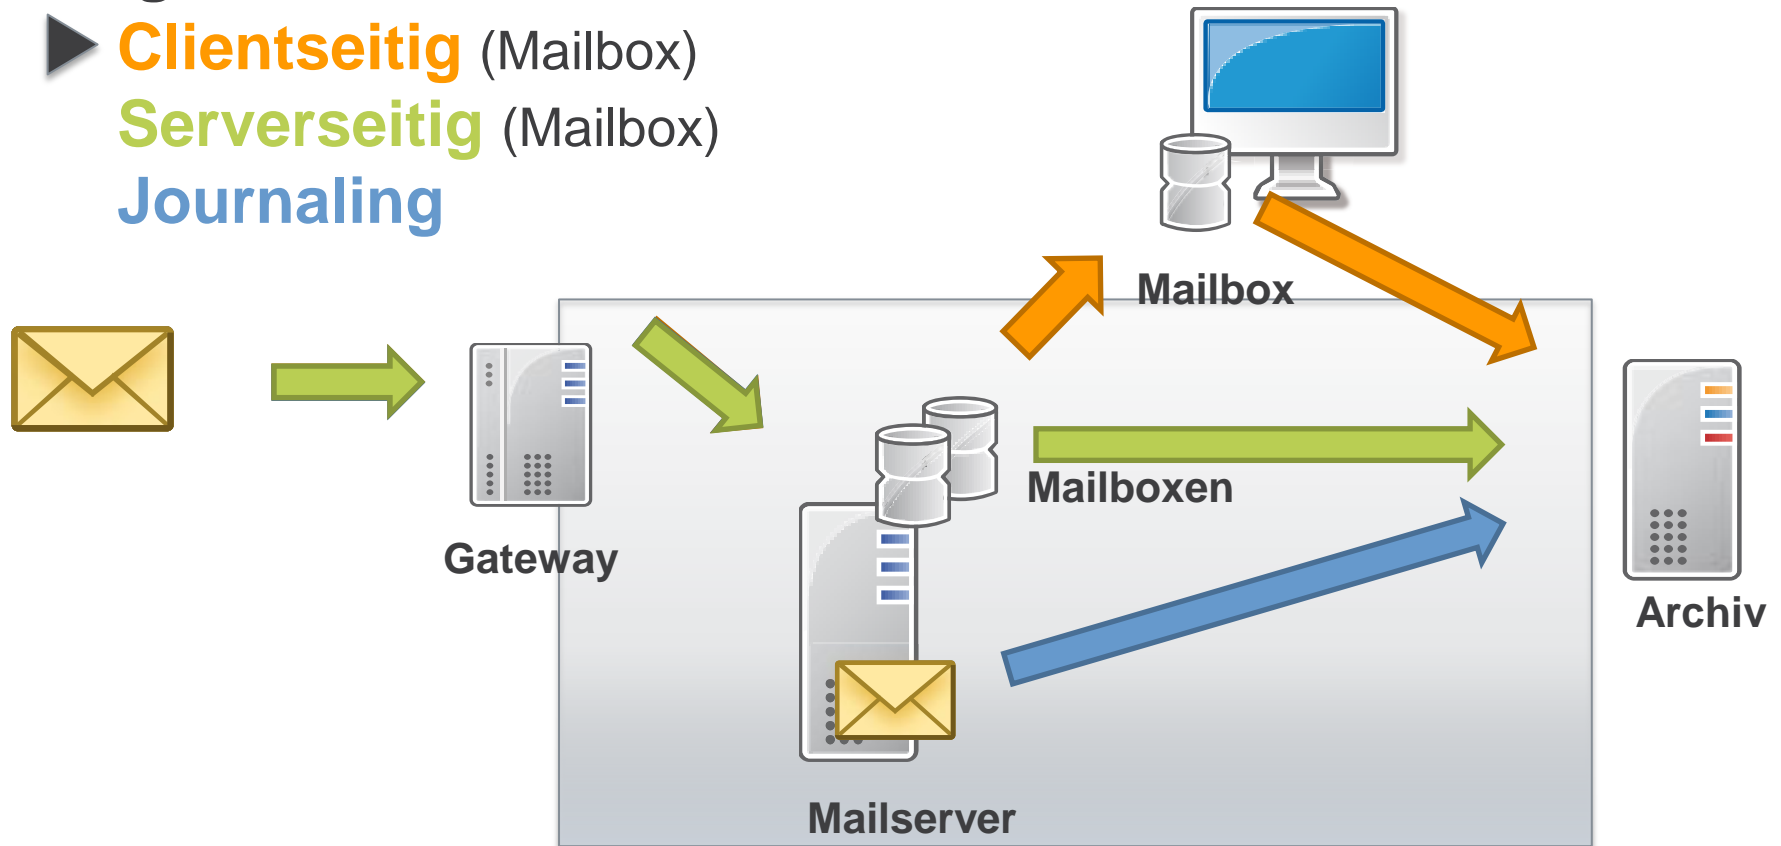 Clientseitig (Mailbox)
Serverseitig (Mailbox)
Journaling
Mailbox
Mailboxen
Gateway
Archiv
Mailserver